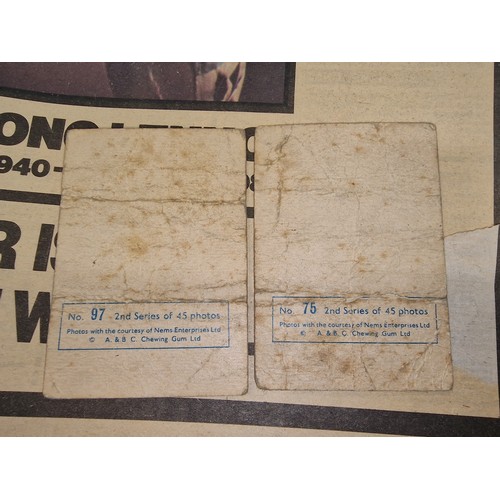 1940-
No. 97 - 2nd Series of 45 photos
Photos with the courtesy of Nems Enterprises Ltd
© A. & B. C. Chewing Gum Ltd
No. 75 2nd Series of 45 photos
Photos with the courtesy of Nems Enterprises Ltd
© A. & B. C. Chewing Gum Ltd